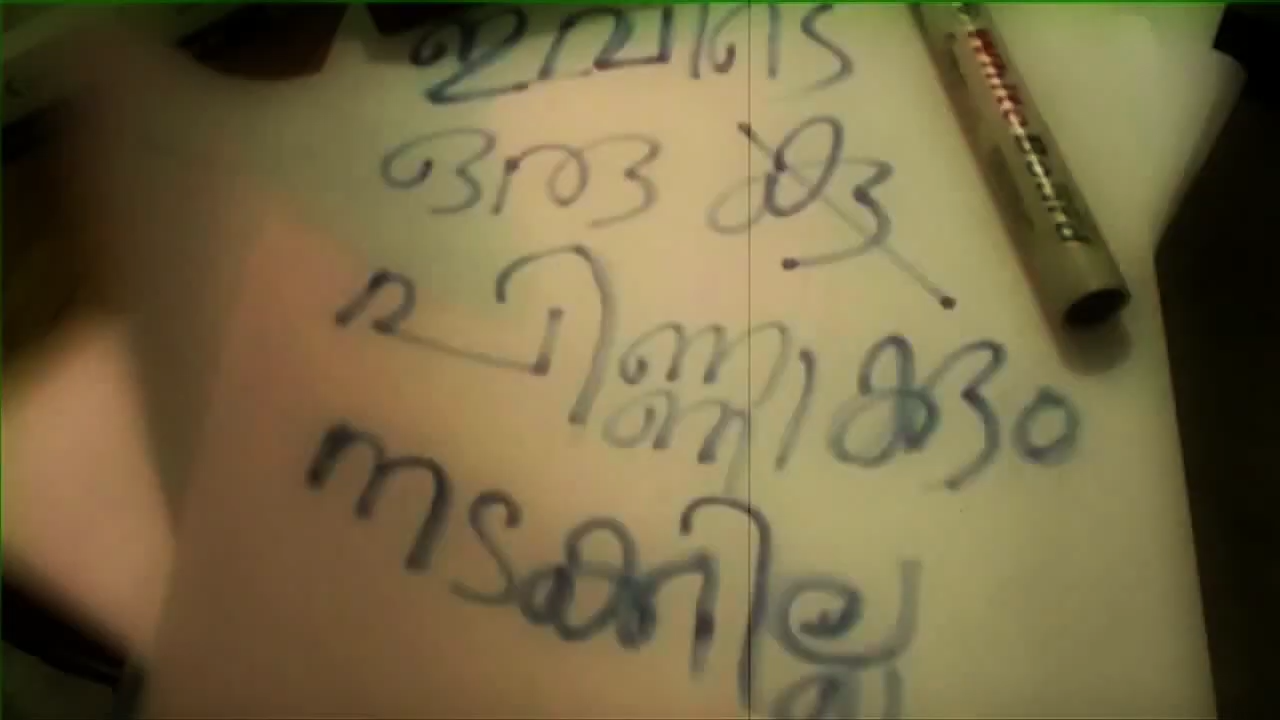 ഇവിടെ
ഒരു കു
പിണ്ണാക്കും
നടക്കില്ല